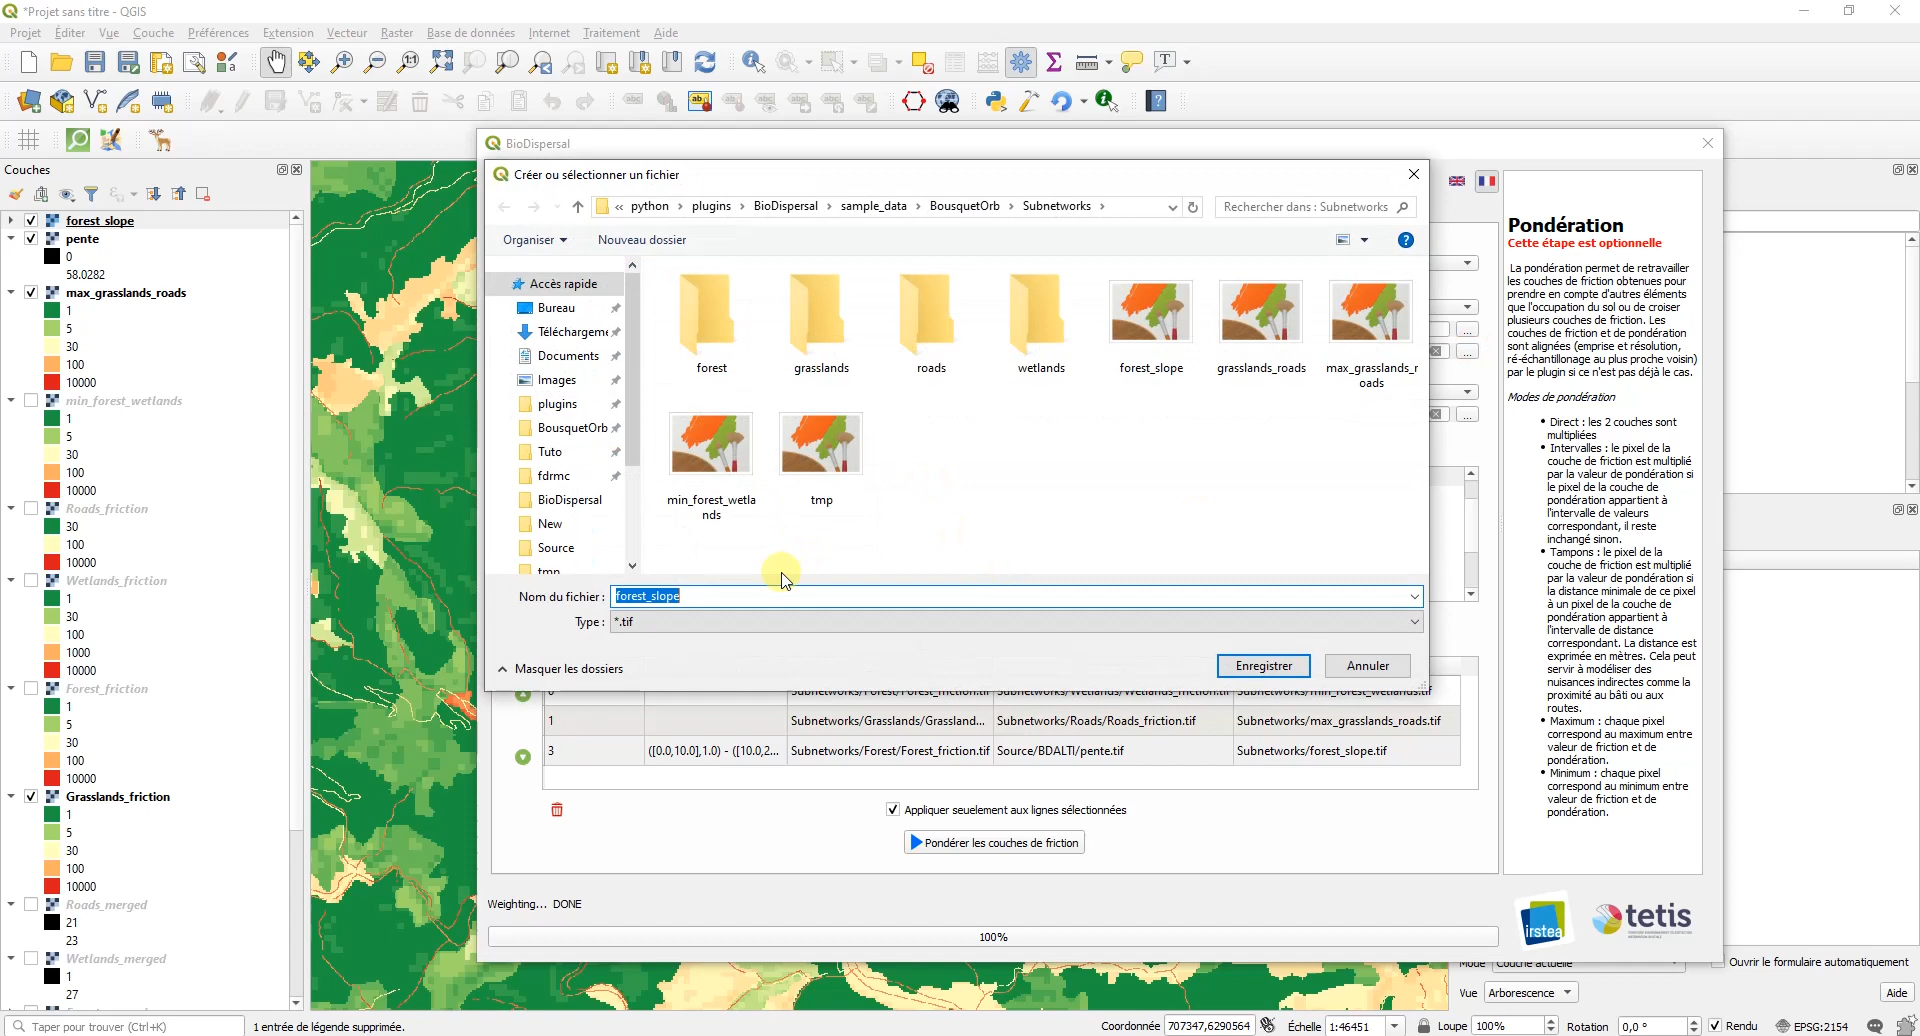 *Projet sans titre - QGIS
Projet Éditer Vue Couche Préférences Extension Vecteur Raster Base de données Internet Traitement Aide
Couches
forest_slope
pente
0
58.0282
max_grasslands_roads
1
5
30
100
10000
min_forest_wetlands
1
5
30
100
10000
Roads_friction
30
100
10000
Wetlands_friction
1
30
100
1000
10000
Forest_friction
1
5
30
100
10000
Grasslands_friction
1
5
30
100
10000
Roads_merged
21
23
Wetlands_merged
1
27
BioDispersal
Créer ou sélectionner un fichier
« python › plugins › BioDispersal › sample_data › BousquetOrb › Subnetworks ›
Rechercher dans : Subnetworks
Organiser
Nouveau dossier
Accès rapide
Bureau
Téléchargeme
Documents
Images
plugins
BousquetOrb
Tuto
fdrmc
BioDispersal
New
Source
tmp
forest
grasslands
roads
wetlands
forest_slope
grasslands_roads
max_grasslands_r
oads
min_forest_wetla
nds
tmp
Nom du fichier : forest_slope
Type : *.tif
Masquer les dossiers
Enregistrer
Annuler
0 Subnetworks/Forest/Forest_friction.tif Subnetworks/Wetlands/Wetlands_friction.tif Subnetworks/min_forest_wetlands.tif
1 Subnetworks/Grasslands/Grassland... Subnetworks/Roads/Roads_friction.tif Subnetworks/max_grasslands_roads.tif
3 ([0.0,10.0],1.0) - ([10.0,2... Subnetworks/Forest/Forest_friction.tif Source/BDALTI/pente.tif Subnetworks/forest_slope.tif
Appliquer seuelement aux lignes sélectionnées
Pondérer les couches de friction
Weighting... DONE
100%
Pondération
Cette étape est optionnelle
La pondération permet de retravailler
les couches de friction obtenues pour
prendre en compte d'autres éléments
que l'occupation du sol ou de croiser
plusieurs couches de friction. Les
couches de friction et de pondération
sont alignées (emprise et résolution,
ré-échantillonage au plus proche voisin)
par le plugin si ce n'est pas déjà le cas.
Modes de pondération
• Direct : les 2 couches sont
multipliées
• Intervalles : le pixel de la
couche de friction est multiplié
par la valeur de pondération si
le pixel de la couche de
pondération appartient à
l'intervalle de valeurs
correspondant, il reste
inchangé sinon.
• Tampons : le pixel de la
couche de friction est multiplié
par la valeur de pondération si
la distance minimale de ce pixel
à un pixel de la couche de
pondération appartient à
l'intervalle de distance
correspondant. La distance est
exprimée en mètres. Cela peut
servir à modéliser des
nuisances indirectes comme la
proximité au bâti ou aux
routes.
• Maximum : chaque pixel
correspond au maximum entre
valeur de friction et de
pondération.
• Minimum : chaque pixel
correspond au minimum entre
valeur de friction et de
pondération.
irstea
tetis
Mode Couche actuelle
Ouvrir le formulaire automatiquement
Vue Arborescence
Aide
Taper pour trouver (Ctrl+K)
1 entrée de légende supprimée.
Coordonnée 707347,6290564
Échelle 1:46451
Loupe 100%
Rotation 0,0 °
Rendu
EPSG:2154